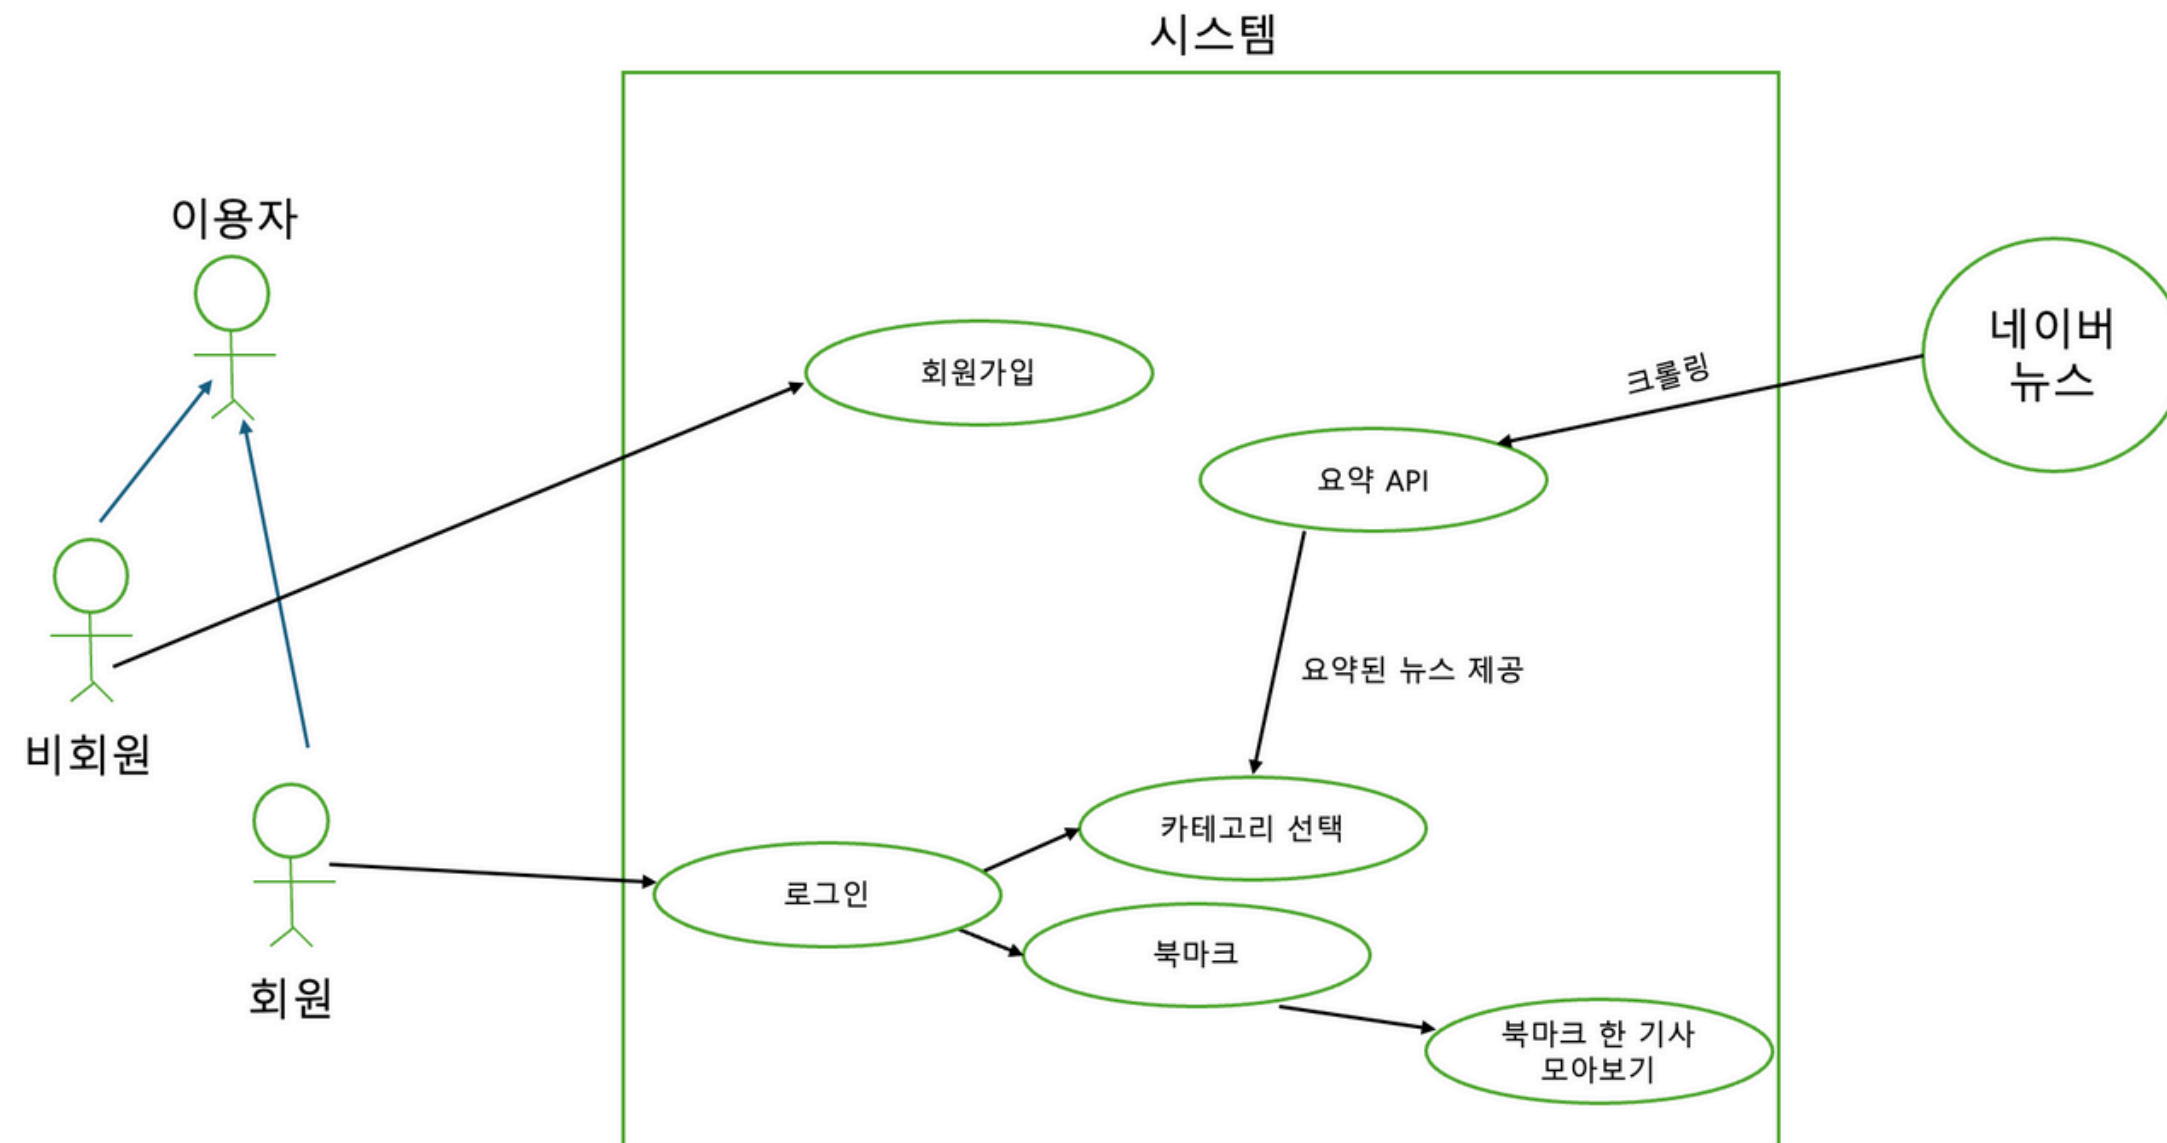 시스템
이용자
네이버
뉴스
회원가입
크롤링
요약 API
요약된 뉴스 제공
비회원
카테고리 선택
로그인
북마크
회원
북마크 한 기사
모아보기